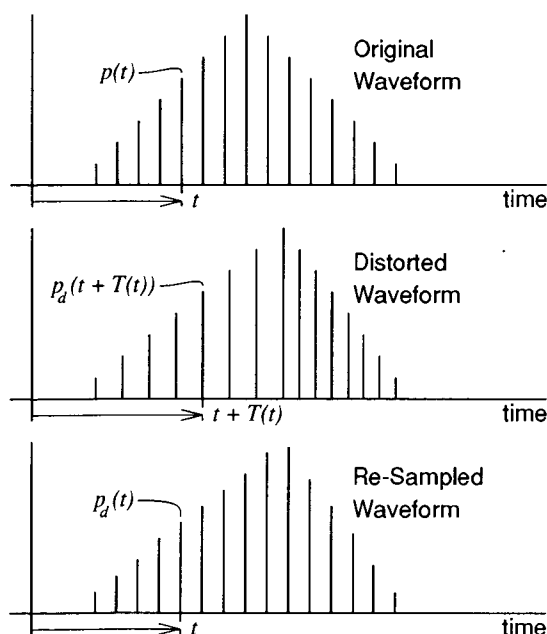 Original
Waveform
p(t)
t
time
Distorted
Waveform
p_d(t + T(t))
t + T(t)
time
Re-Sampled
Waveform
p_d(t)
t
time